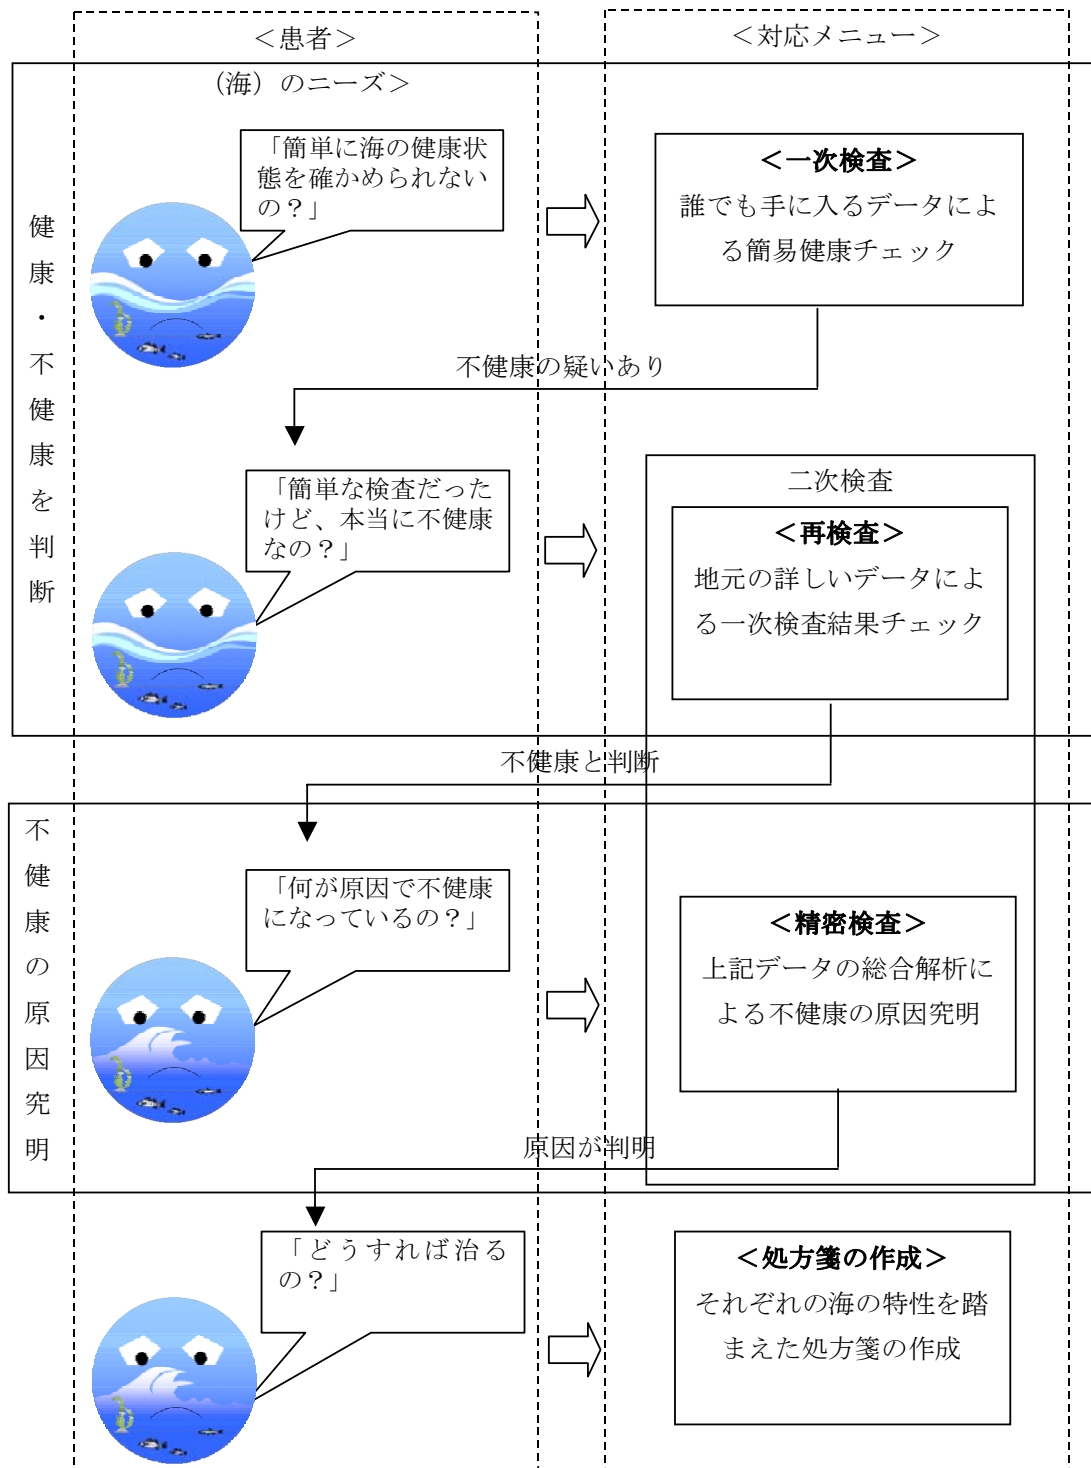 ＜患者＞
＜対応メニュー＞
（海）のニーズ＞
健康・不健康を判断
「簡単に海の健康状
態を確かめられない
の？」
＜一次検査＞
誰でも手に入るデータによ
る簡易健康チェック
不健康の疑いあり
「簡単な検査だった
けど、本当に不健康
なの？」
二次検査
＜再検査＞
地元の詳しいデータによ
る一次検査結果チェック
不健康と判断
不健康の原因究明
「何が原因で不健康
になっているの？」
＜精密検査＞
上記データの総合解析に
よる不健康の原因究明
原因が判明
「どうすれば治る
の？」
＜処方箋の作成＞
それぞれの海の特性を踏
まえた処方箋の作成